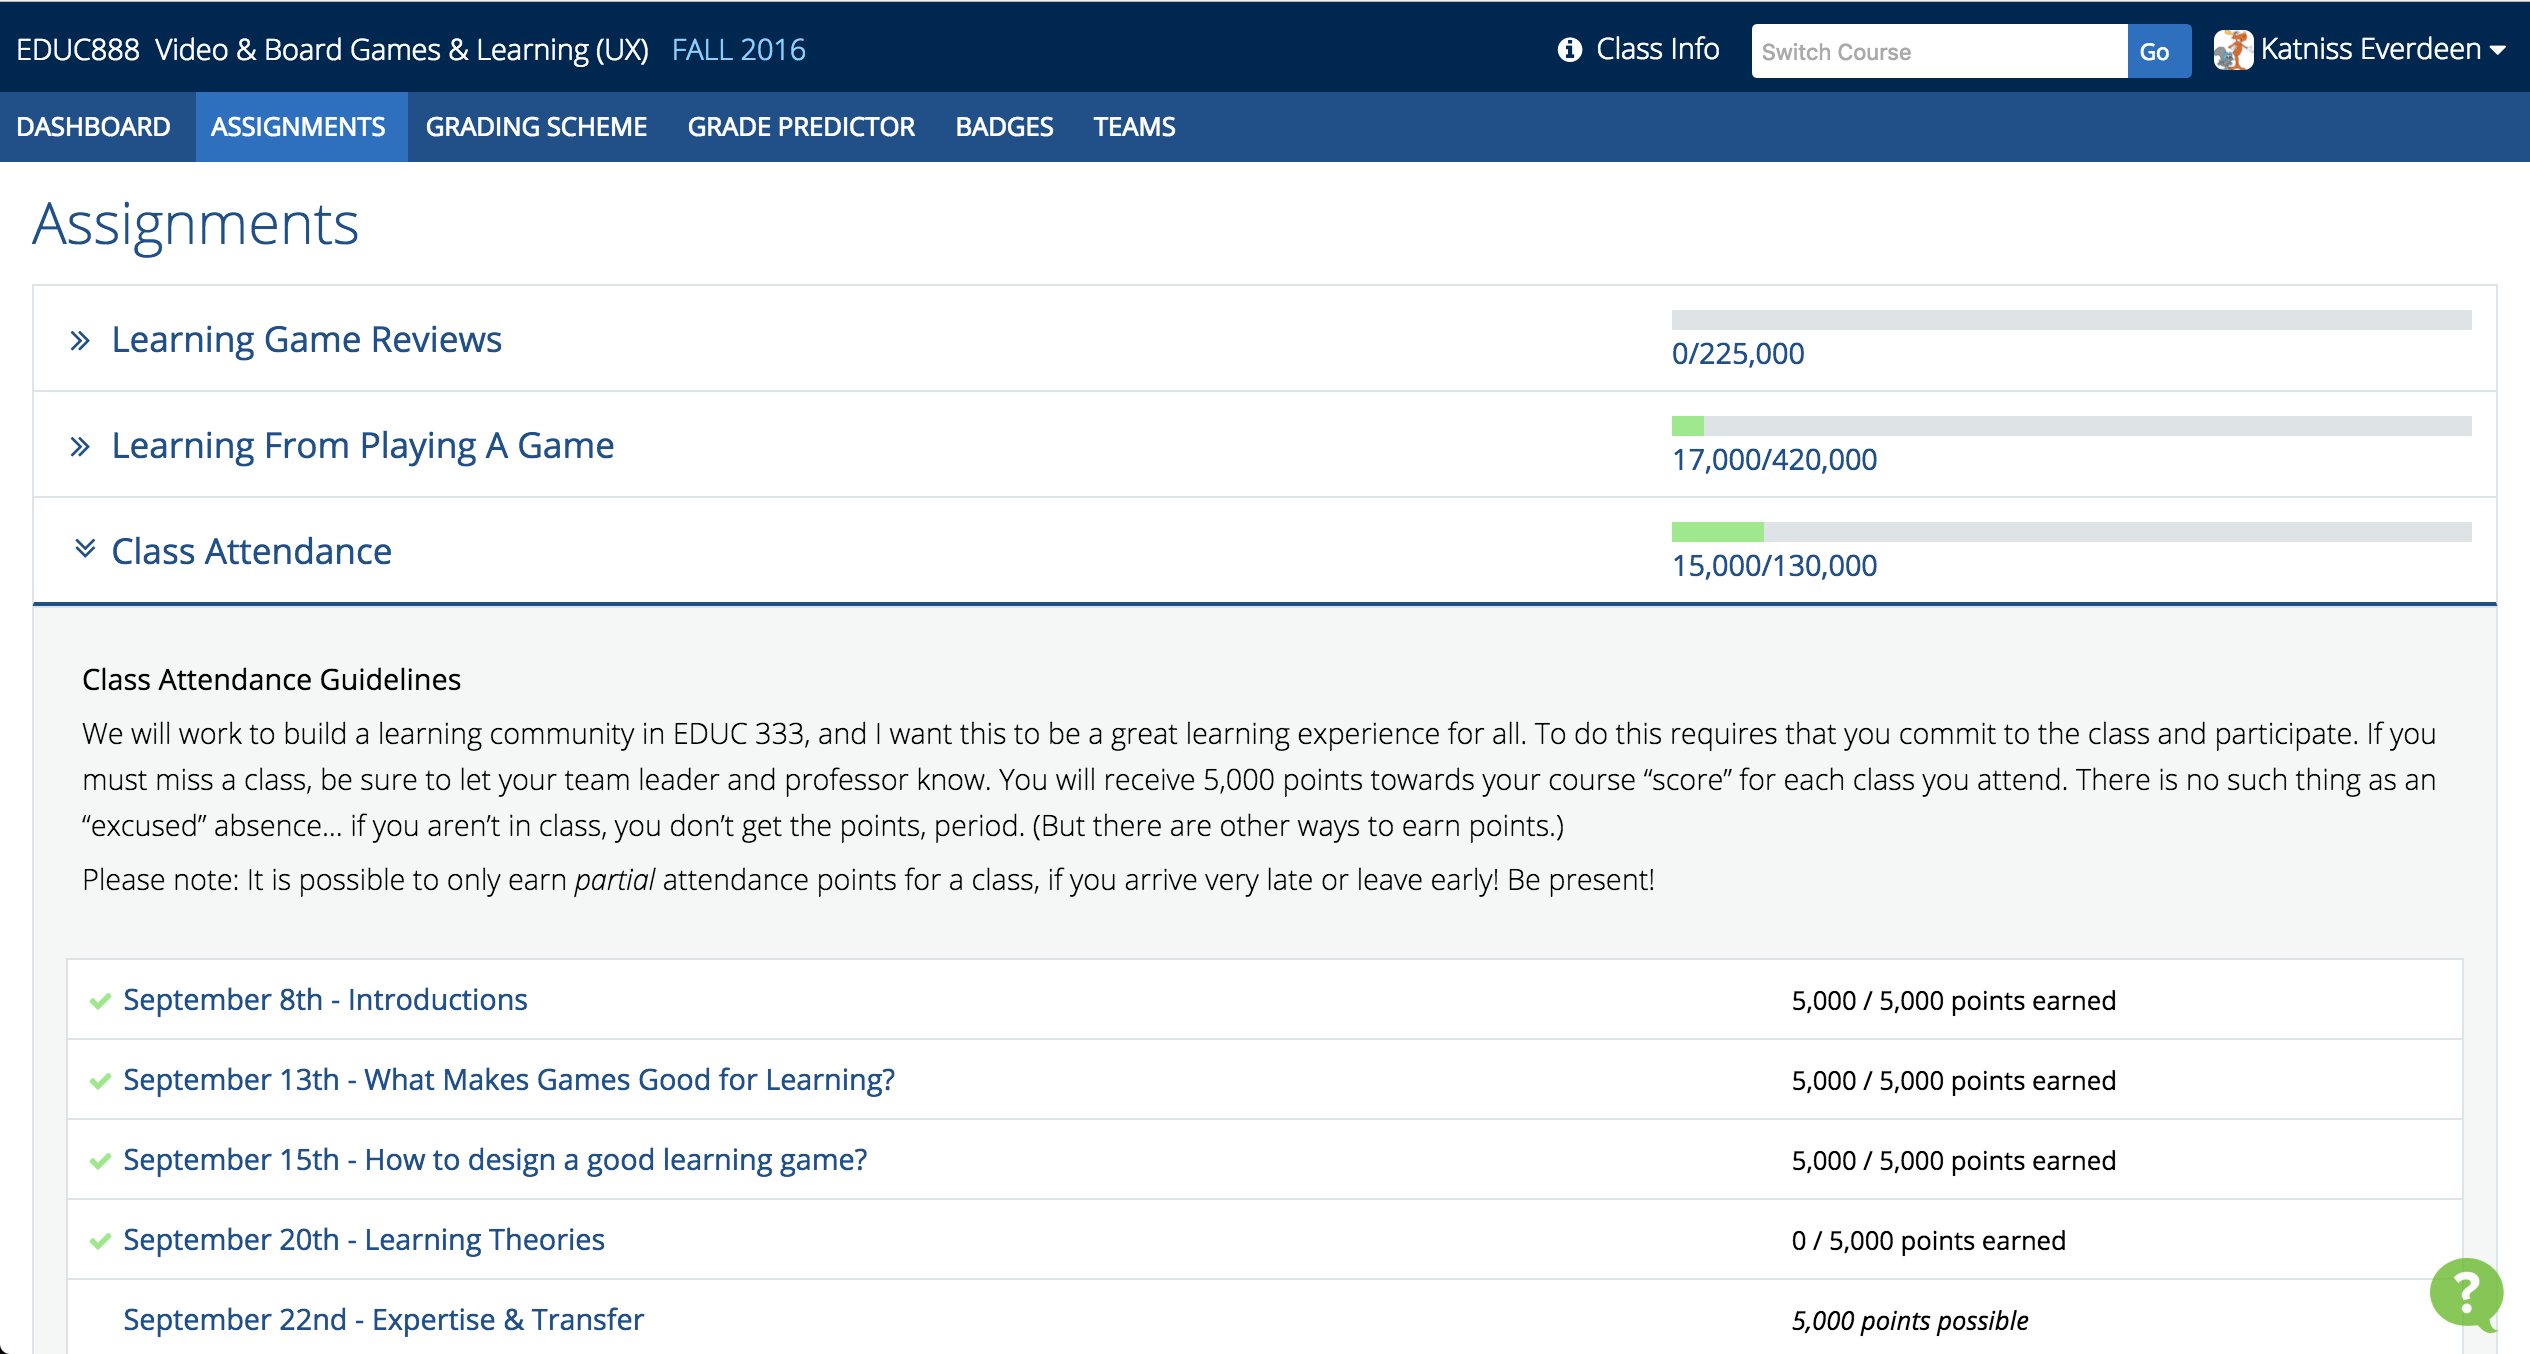 EDUC888 Video & Board Games & Learning (UX) FALL 2016
Class Info
Switch Course
Go
Katniss Everdeen
DASHBOARD
ASSIGNMENTS
GRADING SCHEME
GRADE PREDICTOR
BADGES
TEAMS
Assignments
Learning Game Reviews
0/225,000
Learning From Playing A Game
17,000/420,000
Class Attendance
15,000/130,000
Class Attendance Guidelines
We will work to build a learning community in EDUC 333, and I want this to be a great learning experience for all. To do this requires that you commit to the class and participate. If you
must miss a class, be sure to let your team leader and professor know. You will receive 5,000 points towards your course “score” for each class you attend. There is no such thing as an
“excused” absence... if you aren’t in class, you don’t get the points, period. (But there are other ways to earn points.)
Please note: It is possible to only earn partial attendance points for a class, if you arrive very late or leave early! Be present!
September 8th - Introductions
5,000 / 5,000 points earned
September 13th - What Makes Games Good for Learning?
5,000 / 5,000 points earned
September 15th - How to design a good learning game?
5,000 / 5,000 points earned
September 20th - Learning Theories
0 / 5,000 points earned
September 22nd - Expertise & Transfer
5,000 points possible
?